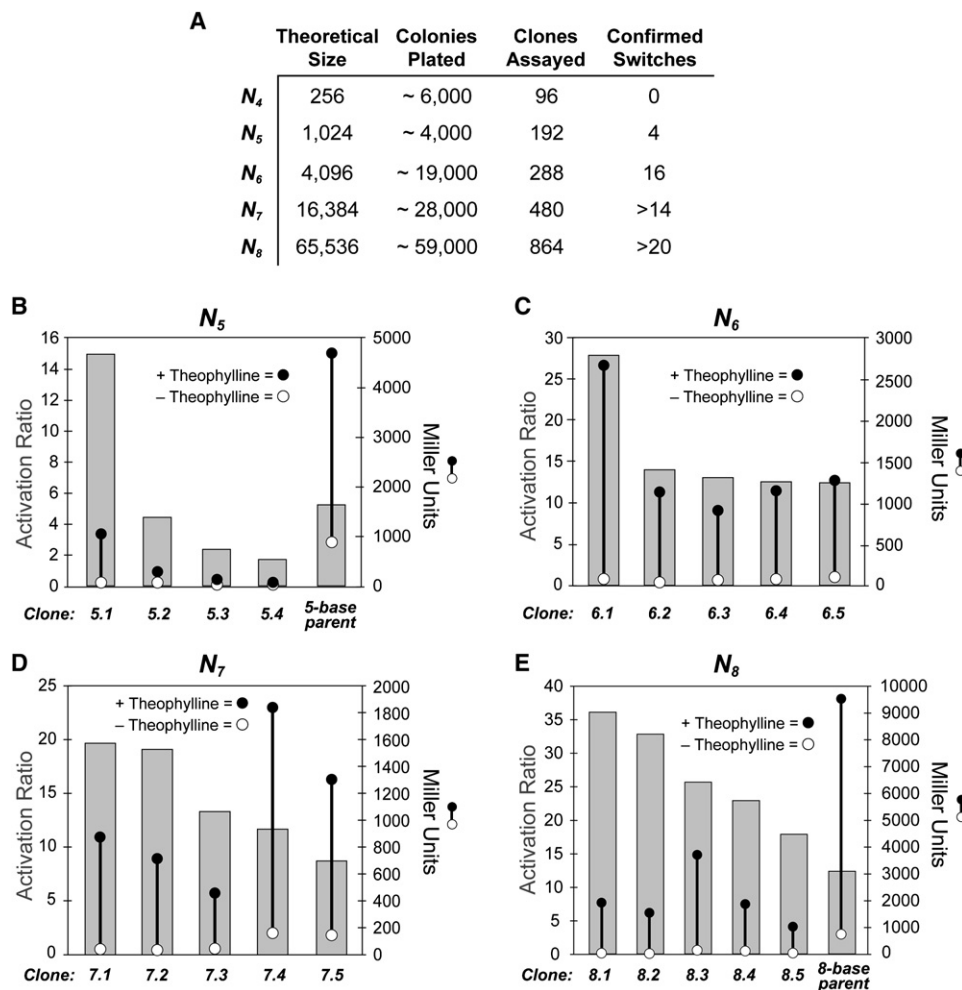 A
Theoretical Size Colonies Plated Clones Assayed Confirmed Switches
N4 256 ~ 6,000 96 0
N5 1,024 ~ 4,000 192 4
N6 4,096 ~ 19,000 288 16
N7 16,384 ~ 28,000 480 >14
N8 65,536 ~ 59,000 864 >20
B
N5
Activation Ratio
16
14
12
10
8
6
4
2
0
+ Theophylline =
– Theophylline =
5000
4000
3000
2000
1000
0
Miller Units
Clone: 5.1 5.2 5.3 5.4 5-base parent
C
N6
Activation Ratio
30
25
20
15
10
5
0
+ Theophylline =
– Theophylline =
3000
2500
2000
1500
1000
500
0
Miller Units
Clone: 6.1 6.2 6.3 6.4 6.5
D
N7
Activation Ratio
25
20
15
10
5
0
+ Theophylline =
– Theophylline =
2000
1800
1600
1400
1200
1000
800
600
400
200
0
Miller Units
Clone: 7.1 7.2 7.3 7.4 7.5
E
N8
Activation Ratio
40
35
30
25
20
15
10
5
0
+ Theophylline =
– Theophylline =
10000
9000
8000
7000
6000
5000
4000
3000
2000
1000
0
Miller Units
Clone: 8.1 8.2 8.3 8.4 8.5 8-base parent